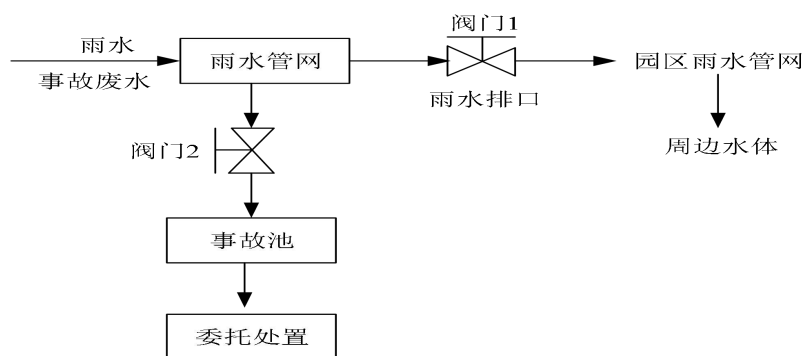 阀门1
雨水
雨水管网
园区雨水管网
事故废水
雨水排口
阀门2
周边水体
事故池
委托处置